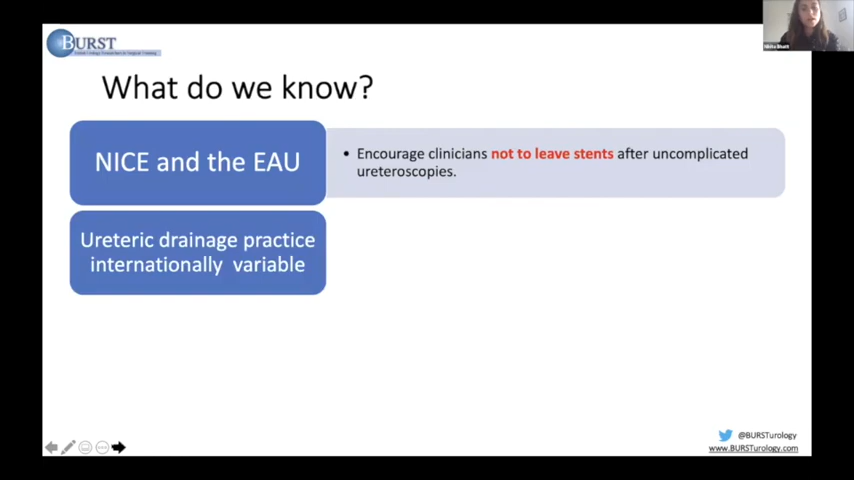 BURST
What do we know?
NICE and the EAU
• Encourage clinicians not to leave stents after uncomplicated
ureteroscopies.
Ureteric drainage practice
internationally variable
@BURSTurology
www.BURSTurology.com